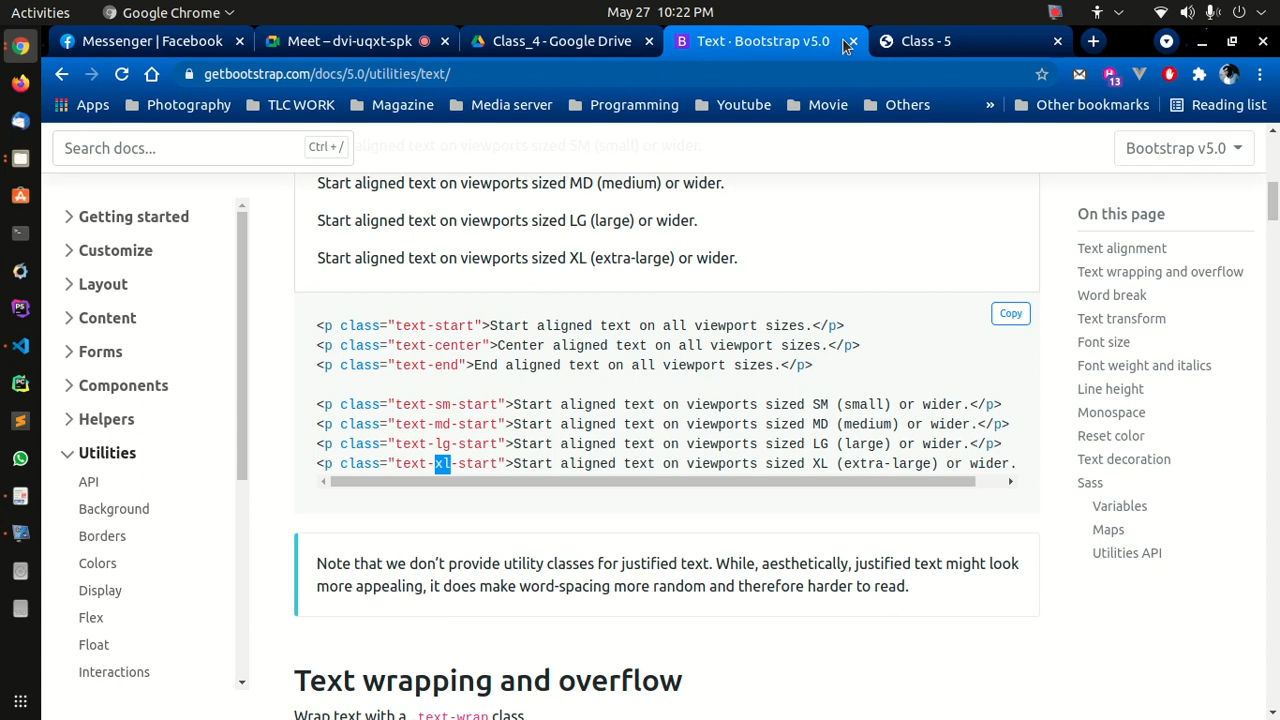 Activities
Google Chrome
May 27 10:22 PM
Messenger | Facebook
Meet – dvi-uqxt-spk
Class_4 - Google Drive
Text · Bootstrap v5.0
Class - 5
getbootstrap.com/docs/5.0/utilities/text/
13
Apps
Photography
TLC WORK
Magazine
Media server
Programming
Youtube
Movie
Others
»
Other bookmarks
Reading list
Search docs...
Ctrl + /
Bootstrap v5.0
aligned text on viewports sized SM (small) or wider.
Start aligned text on viewports sized MD (medium) or wider.
Start aligned text on viewports sized LG (large) or wider.
Start aligned text on viewports sized XL (extra-large) or wider.
Getting started
Customize
Layout
Content
Forms
Components
Helpers
Utilities
API
Background
Borders
Colors
Display
Flex
Float
Interactions
Copy
<p class="text-start">Start aligned text on all viewport sizes.</p>
<p class="text-center">Center aligned text on all viewport sizes.</p>
<p class="text-end">End aligned text on all viewport sizes.</p>
<p class="text-sm-start">Start aligned text on viewports sized SM (small) or wider.</p>
<p class="text-md-start">Start aligned text on viewports sized MD (medium) or wider.</p>
<p class="text-lg-start">Start aligned text on viewports sized LG (large) or wider.</p>
<p class="text-xl-start">Start aligned text on viewports sized XL (extra-large) or wider.
Note that we don’t provide utility classes for justified text. While, aesthetically, justified text might look
more appealing, it does make word-spacing more random and therefore harder to read.
Text wrapping and overflow
Wrap text with a .text-wrap class.
On this page
Text alignment
Text wrapping and overflow
Word break
Text transform
Font size
Font weight and italics
Line height
Monospace
Reset color
Text decoration
Sass
Variables
Maps
Utilities API